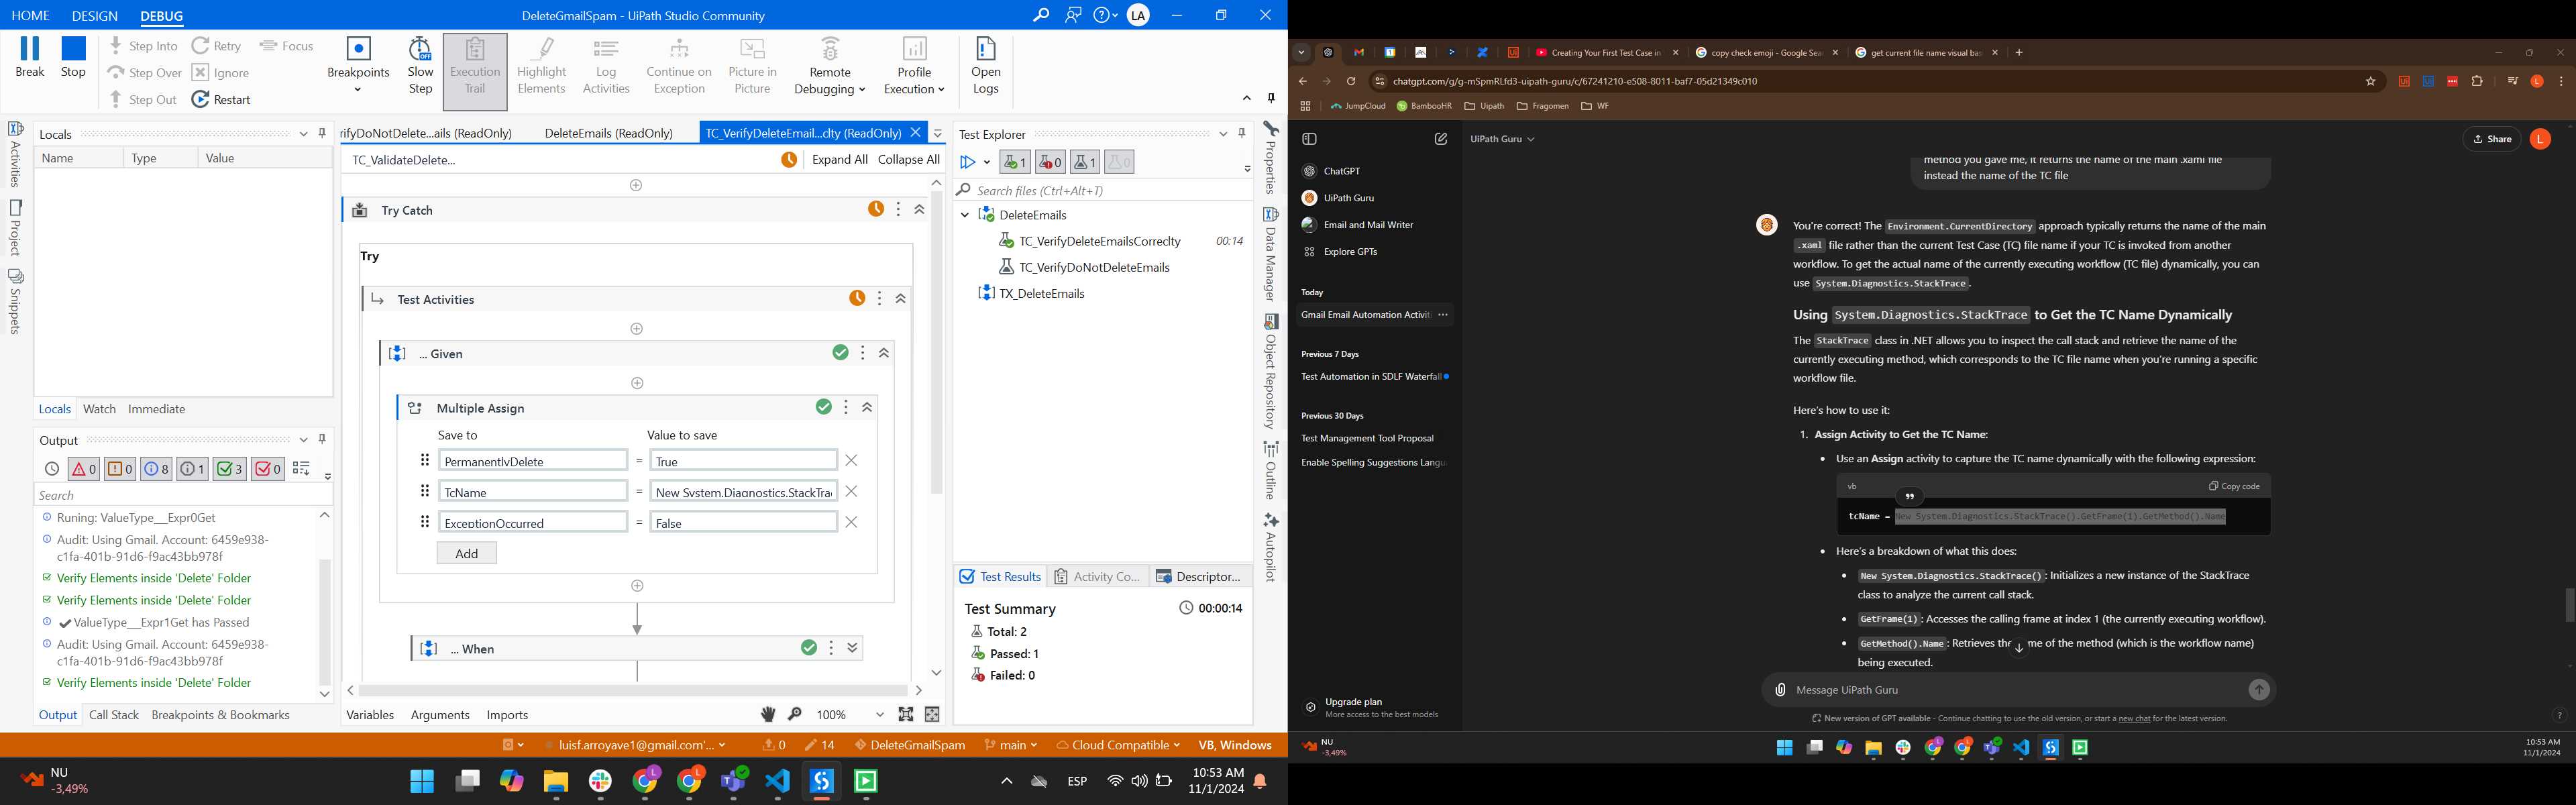 HOME DESIGN DEBUG
DeleteGmailSpam - UiPath Studio Community
LA
Break
Stop
Step Into
Retry
Focus
Step Over
Ignore
Step Out
Restart
Breakpoints
Slow Step
OFF
Execution Trail
Highlight Elements
Log Activities
Continue on Exception
Picture in Picture
Remote Debugging
Profile Execution
Open Logs
Activities
Project
Snippets
Locals
Name Type Value
Locals Watch Immediate
Output
0 0 8 1 3 0
Search
Runing: ValueType__Expr0Get
Audit: Using Gmail. Account: 6459e938-
c1fa-401b-91d6-f9ac43bb978f
Verify Elements inside 'Delete' Folder
Verify Elements inside 'Delete' Folder
ValueType__Expr1Get has Passed
Audit: Using Gmail. Account: 6459e938-
c1fa-401b-91d6-f9ac43bb978f
Verify Elements inside 'Delete' Folder
Output Call Stack Breakpoints & Bookmarks
rifyDoNotDelete...ails (ReadOnly) DeleteEmails (ReadOnly) TC_VerifyDeleteEmail...clty (ReadOnly)
TC_ValidateDelete...
Expand All Collapse All
Try Catch
Try
Test Activities
... Given
Multiple Assign
Save to Value to save
PermanentlyDelete = True
TcName = New System.Diagnostics.StackTra
ExceptionOccurred = False
Add
... When
Variables Arguments Imports 100%
Test Explorer
1 0 1 0
Search files (Ctrl+Alt+T)
DeleteEmails
TC_VerifyDeleteEmailsCorreclty 00:14
TC_VerifyDoNotDeleteEmails
TX_DeleteEmails
Test Results Activity Co... Descriptor...
Test Summary 00:00:14
Total: 2
Passed: 1
Failed: 0
Properties
Data Manager
Object Repository
Outline
Autopilot
luisf.arroyave1@gmail.com'... 0 14 DeleteGmailSpam main Cloud Compatible VB, Windows
NU
-3,49%
ESP
10:53 AM
11/1/2024
Creating Your First Test Case in
copy check emoji - Google Sea
get current file name visual bas
chatgpt.com/g/g-mSpmRLfd3-uipath-guru/c/67241210-e508-8011-baf7-05d21349c010
JumpCloud BambooHR Uipath Fragomen WF
ChatGPT
UiPath Guru
Email and Mail Writer
Explore GPTs
Today
Gmail Email Automation Activiti
Previous 7 Days
Test Automation in SDLF Waterfall
Previous 30 Days
Test Management Tool Proposal
Enable Spelling Suggestions Langu
Upgrade plan
More access to the best models
UiPath Guru
Share
L
method you gave me, it returns the name of the main .xaml file
instead the name of the TC file
You're correct! The Environment.CurrentDirectory approach typically returns the name of the main
.xaml file rather than the current Test Case (TC) file name if your TC is invoked from another
workflow. To get the actual name of the currently executing workflow (TC file) dynamically, you can
use System.Diagnostics.StackTrace.
Using System.Diagnostics.StackTrace to Get the TC Name Dynamically
The StackTrace class in .NET allows you to inspect the call stack and retrieve the name of the
currently executing method, which corresponds to the TC file name when you're running a specific
workflow file.
Here's how to use it:
1. Assign Activity to Get the TC Name:
• Use an Assign activity to capture the TC name dynamically with the following expression:
vb Copy code
tcName = New System.Diagnostics.StackTrace().GetFrame(1).GetMethod().Name
• Here's a breakdown of what this does:
• New System.Diagnostics.StackTrace(): Initializes a new instance of the StackTrace
class to analyze the current call stack.
• GetFrame(1): Accesses the calling frame at index 1 (the currently executing workflow).
• GetMethod().Name: Retrieves the me of the method (which is the workflow name)
being executed.
Message UiPath Guru
New version of GPT available - Continue chatting to use the old version, or start a new chat for the latest version.
?
NU
-3,49%
10:53 AM
11/1/2024